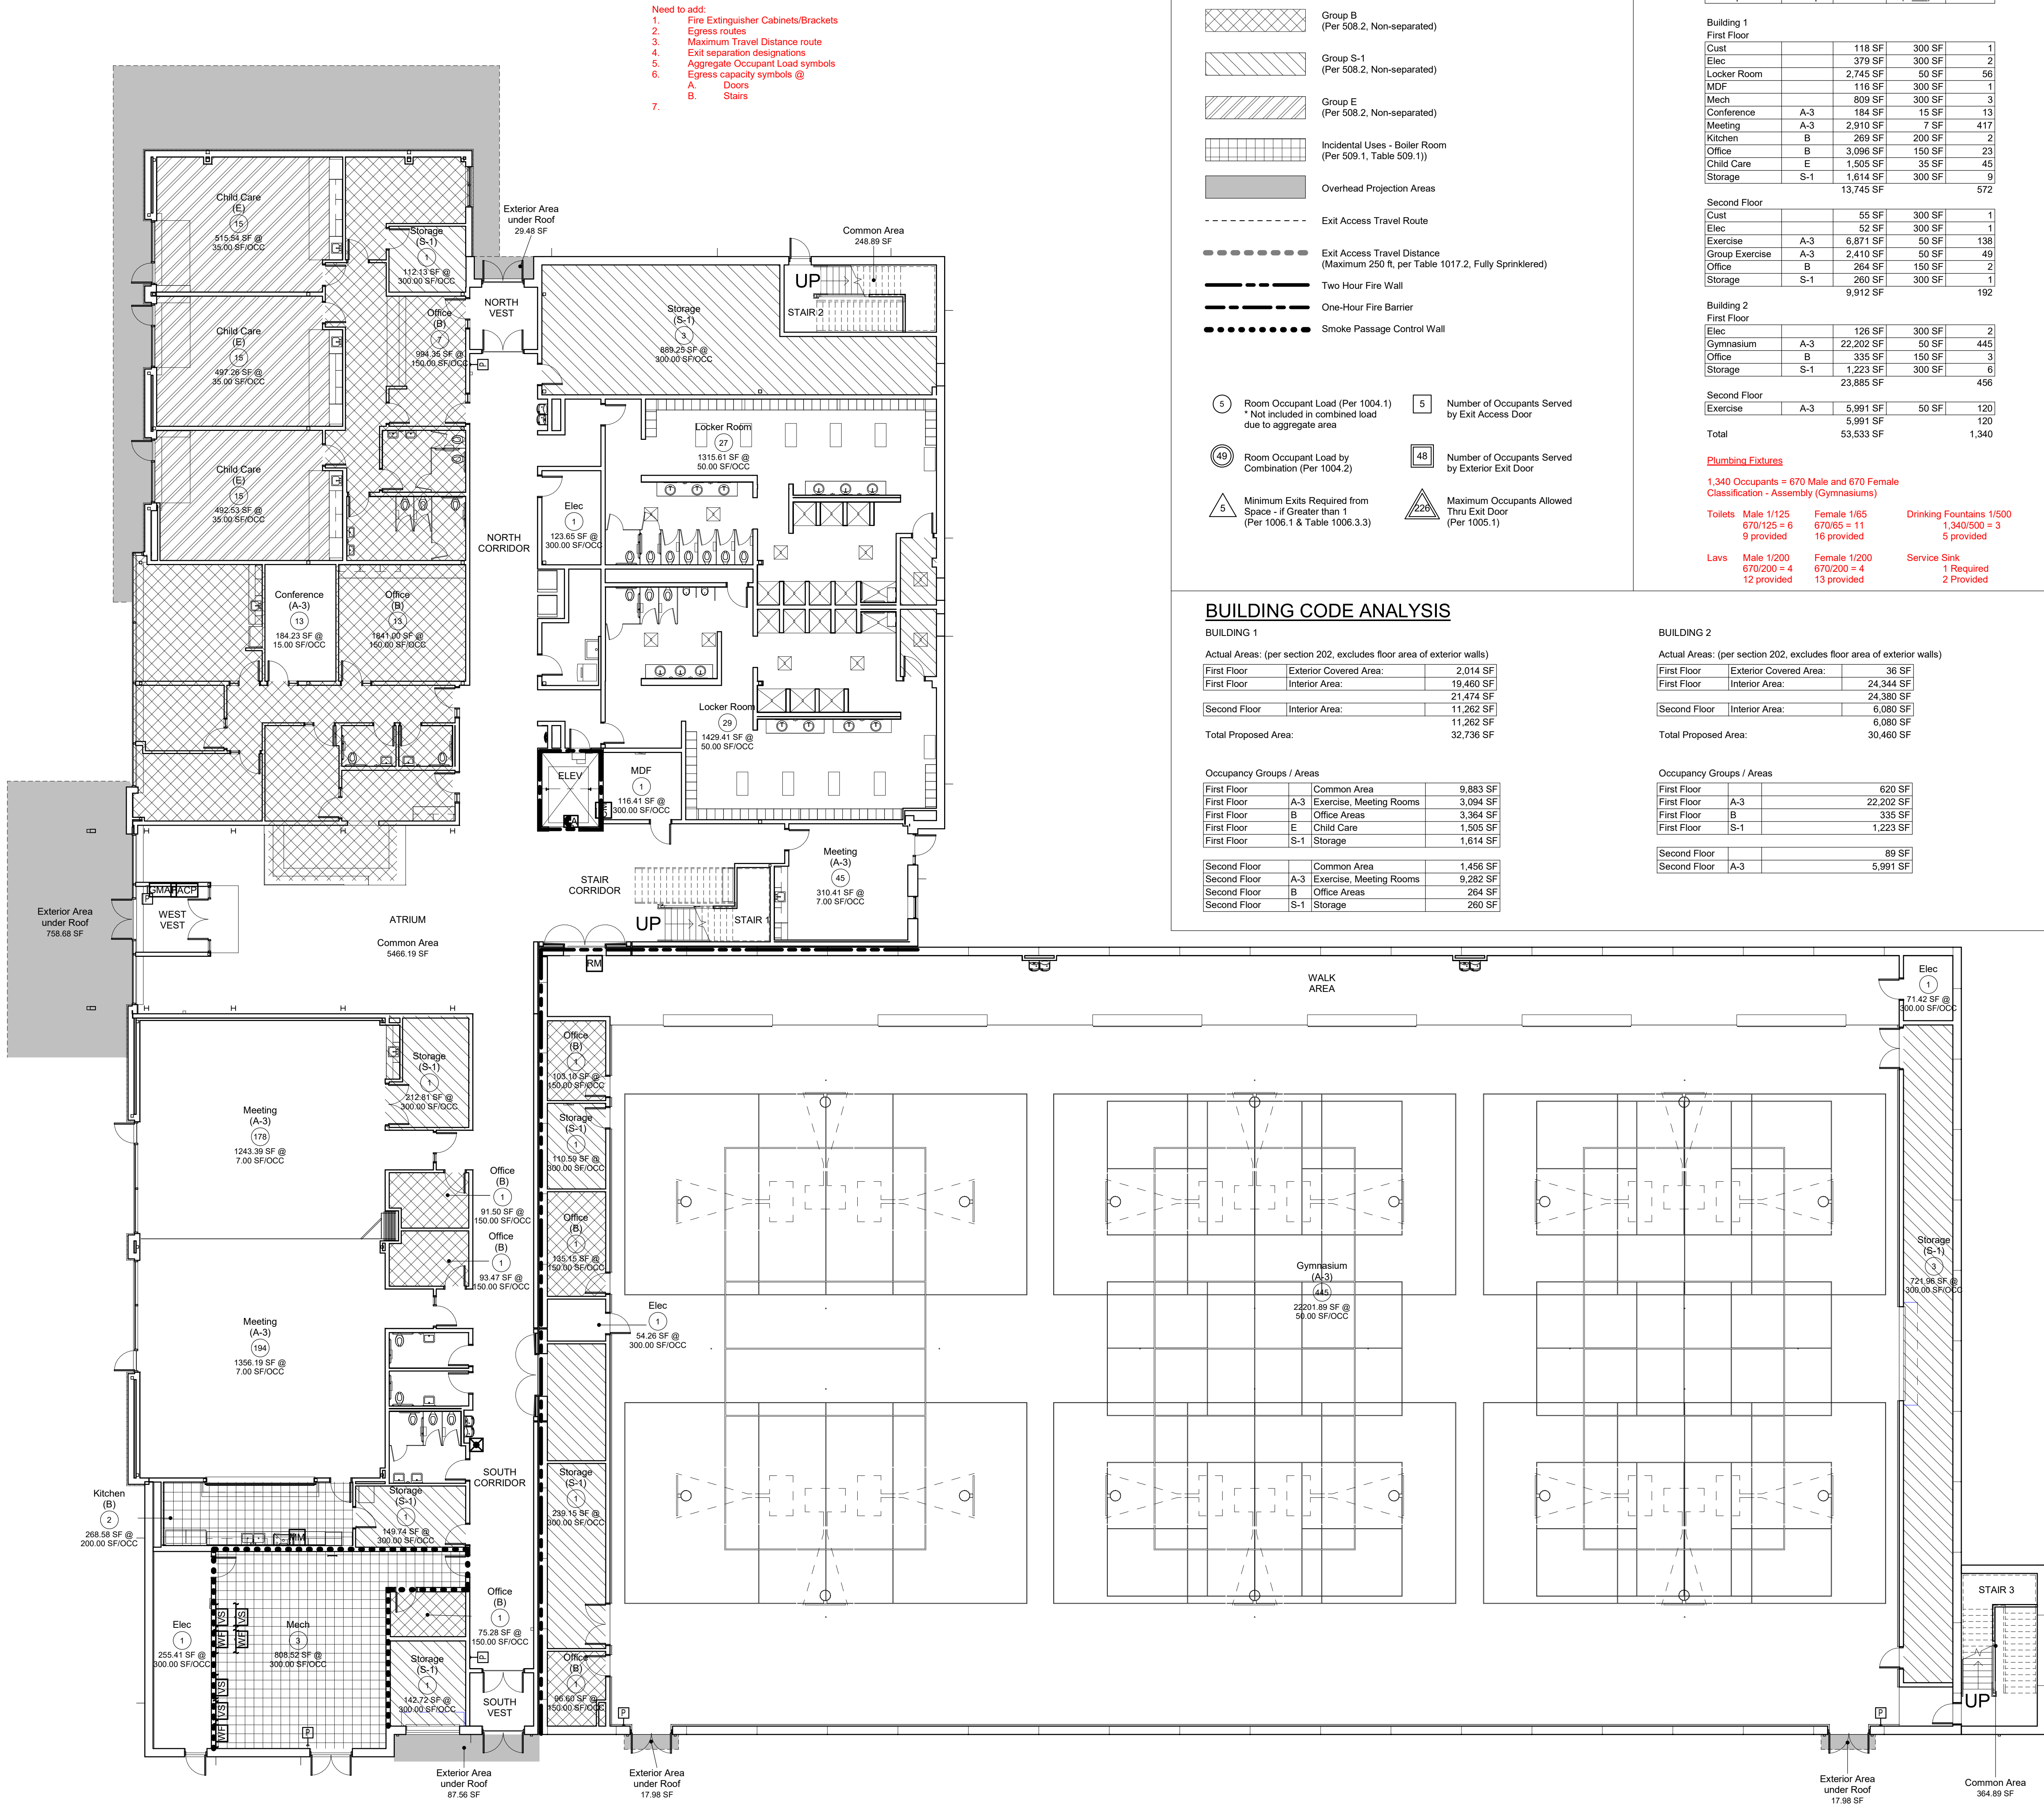 Need to add:
1. Fire Extinguisher Cabinets/Brackets
2. Egress routes
3. Maximum Travel Distance route
4. Exit separation designations
5. Aggregate Occupant Load symbols
6. Egress capacity symbols @
A. Doors
B. Stairs
7.
Group B
(Per 508.2, Non-separated)
Group S-1
(Per 508.2, Non-separated)
Group E
(Per 508.2, Non-separated)
Incidental Uses - Boiler Room
(Per 509.1, Table 509.1))
Overhead Projection Areas
Exit Access Travel Route
Exit Access Travel Distance
(Maximum 250 ft, per Table 1017.2, Fully Sprinklered)
Two Hour Fire Wall
One-Hour Fire Barrier
Smoke Passage Control Wall
5 Room Occupant Load (Per 1004.1)
* Not included in combined load
due to aggregate area
5 Number of Occupants Served
by Exit Access Door
49 Room Occupant Load by
Combination (Per 1004.2)
48 Number of Occupants Served
by Exterior Exit Door
5 Minimum Exits Required from
Space - if Greater than 1
(Per 1006.1 & Table 1006.3.3)
226 Maximum Occupants Allowed
Thru Exit Door
(Per 1005.1)
Building 1
First Floor
Cust 118 SF 300 SF 1
Elec 379 SF 300 SF 2
Locker Room 2,745 SF 50 SF 56
MDF 116 SF 300 SF 1
Mech 809 SF 300 SF 3
Conference A-3 184 SF 15 SF 13
Meeting A-3 2,910 SF 7 SF 417
Kitchen B 269 SF 200 SF 2
Office B 3,096 SF 150 SF 23
Child Care E 1,505 SF 35 SF 45
Storage S-1 1,614 SF 300 SF 9
13,745 SF 572
Second Floor
Cust 55 SF 300 SF 1
Elec 52 SF 300 SF 1
Exercise A-3 6,871 SF 50 SF 138
Group Exercise A-3 2,410 SF 50 SF 49
Office B 264 SF 150 SF 2
Storage S-1 260 SF 300 SF 1
9,912 SF 192
Building 2
First Floor
Elec 126 SF 300 SF 2
Gymnasium A-3 22,202 SF 50 SF 445
Office B 335 SF 150 SF 3
Storage S-1 1,223 SF 300 SF 6
23,885 SF 456
Second Floor
Exercise A-3 5,991 SF 50 SF 120
5,991 SF 120
Total 53,533 SF 1,340
Plumbing Fixtures
1,340 Occupants = 670 Male and 670 Female
Classification - Assembly (Gymnasiums)
Toilets Male 1/125 Female 1/65 Drinking Fountains 1/500
670/125 = 6 670/65 = 11 1,340/500 = 3
9 provided 16 provided 5 provided
Lavs Male 1/200 Female 1/200 Service Sink
670/200 = 4 670/200 = 4 1 Required
12 provided 13 provided 2 Provided
BUILDING CODE ANALYSIS
BUILDING 1
Actual Areas: (per section 202, excludes floor area of exterior walls)
First Floor Exterior Covered Area: 2,014 SF
First Floor Interior Area: 19,460 SF
21,474 SF
Second Floor Interior Area: 11,262 SF
11,262 SF
Total Proposed Area: 32,736 SF
Occupancy Groups / Areas
First Floor Common Area 9,883 SF
First Floor A-3 Exercise, Meeting Rooms 3,094 SF
First Floor B Office Areas 3,364 SF
First Floor E Child Care 1,505 SF
First Floor S-1 Storage 1,614 SF
Second Floor Common Area 1,456 SF
Second Floor A-3 Exercise, Meeting Rooms 9,282 SF
Second Floor B Office Areas 264 SF
Second Floor S-1 Storage 260 SF
BUILDING 2
Actual Areas: (per section 202, excludes floor area of exterior walls)
First Floor Exterior Covered Area: 36 SF
First Floor Interior Area: 24,344 SF
24,380 SF
Second Floor Interior Area: 6,080 SF
6,080 SF
Total Proposed Area: 30,460 SF
Occupancy Groups / Areas
First Floor 620 SF
First Floor A-3 22,202 SF
First Floor B 335 SF
First Floor S-1 1,223 SF
Second Floor 89 SF
Second Floor A-3 5,991 SF
Child Care
(E)
15
515.54 SF @
35.00 SF/OCC
Storage
(S-1)
1
112.13 SF @
300.00 SF/OCC
Exterior Area
under Roof
29.48 SF
NORTH
VEST
Common Area
248.89 SF
UP
STAIR 2
Child Care
(E)
15
497.26 SF @
35.00 SF/OCC
Office
(B)
7
994.35 SF @
150.00 SF/OCC
P
Storage
(S-1)
3
889.25 SF @
300.00 SF/OCC
Child Care
(E)
15
492.53 SF @
35.00 SF/OCC
Locker Room
27
1315.61 SF @
50.00 SF/OCC
Elec
1
123.65 SF @
300.00 SF/OCC
NORTH
CORRIDOR
Conference
(A-3)
13
184.23 SF @
15.00 SF/OCC
Office
(B)
13
1841.00 SF @
150.00 SF/OCC
Locker Room
29
1429.41 SF @
50.00 SF/OCC
ELEV
MDF
1
116.41 SF @
300.00 SF/OCC
Meeting
(A-3)
45
310.41 SF @
7.00 SF/OCC
STAIR
CORRIDOR
UP
STAIR 1
FACP
P
WEST
VEST
Exterior Area
under Roof
758.68 SF
ATRIUM
Common Area
5466.19 SF
RM
WALK
AREA
Elec
1
71.42 SF @
300.00 SF/OCC
Storage
(S-1)
1
212.81 SF @
300.00 SF/OCC
Meeting
(A-3)
178
1243.39 SF @
7.00 SF/OCC
Office
(B)
1
103.10 SF @
150.00 SF/OCC
Storage
(S-1)
1
110.59 SF @
300.00 SF/OCC
Office
(B)
1
91.50 SF @
150.00 SF/OCC
Office
(B)
1
135.15 SF @
150.00 SF/OCC
Office
(B)
1
93.47 SF @
150.00 SF/OCC
Meeting
(A-3)
194
1356.19 SF @
7.00 SF/OCC
Elec
1
54.26 SF @
300.00 SF/OCC
Gymnasium
(A-3)
445
22201.89 SF @
50.00 SF/OCC
Storage
(S-1)
3
721.96 SF @
300.00 SF/OCC
SOUTH
CORRIDOR
Kitchen
(B)
2
268.58 SF @
200.00 SF/OCC
Storage
(S-1)
1
149.74 SF @
300.00 SF/OCC
Storage
(S-1)
1
239.15 SF @
300.00 SF/OCC
Elec
1
255.41 SF @
300.00 SF/OCC
VS
VS
WF
WF
VS
VS
WF
Mech
3
808.52 SF @
300.00 SF/OCC
P
Office
(B)
1
75.28 SF @
150.00 SF/OCC
P
Storage
(S-1)
1
142.72 SF @
300.00 SF/OCC
SOUTH
VEST
Office
(B)
1
96.60 SF @
150.00 SF/OCC
P
P
STAIR 3
UP
Exterior Area
under Roof
87.56 SF
Exterior Area
under Roof
17.98 SF
Exterior Area
under Roof
17.98 SF
Common Area
364.89 SF